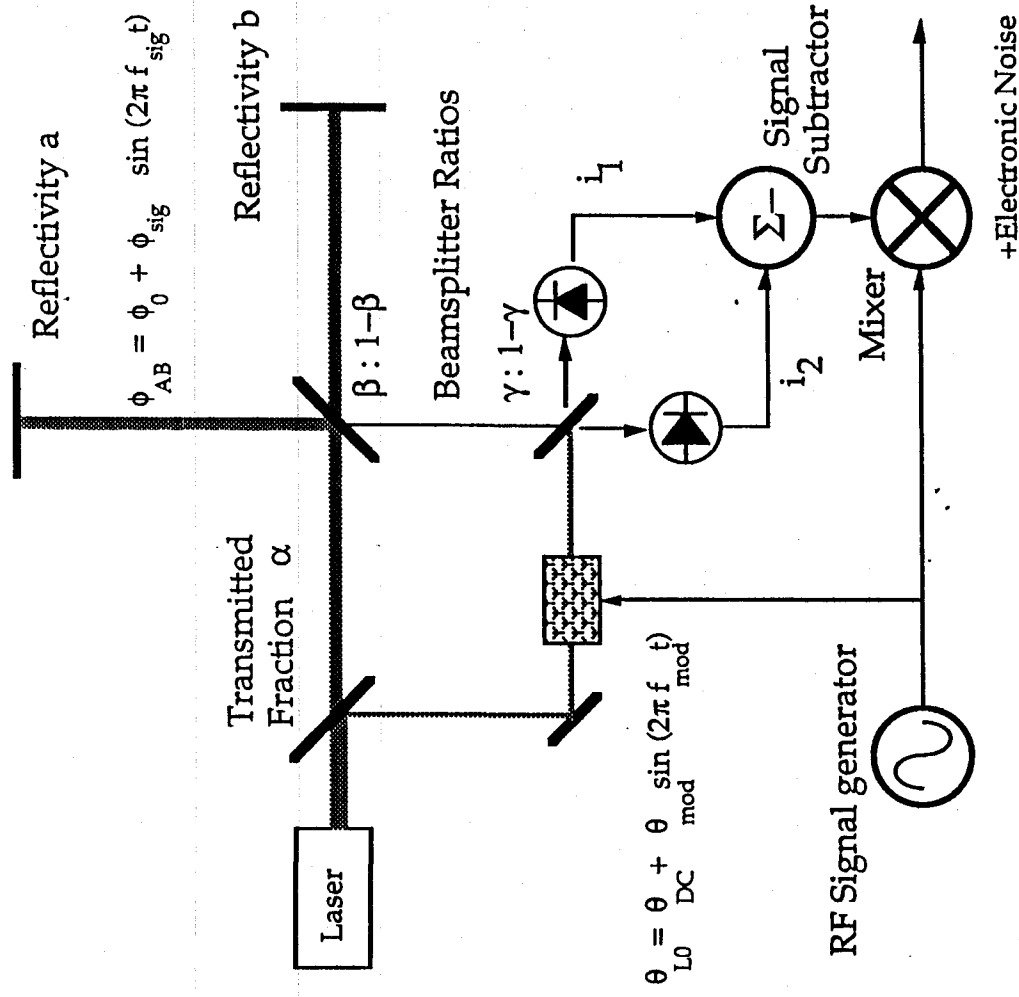 Reflectivity a
ϕ_AB = ϕ_0 + ϕ_sig sin (2π f_sig t)
Reflectivity b
Transmitted
Fraction α
β : 1–β
Beamsplitter Ratios
γ : 1–γ
Laser
i_1
i_2
Signal
Subtractor
Σ–
Mixer
θ_L0 = θ_DC + θ_mod sin (2π f_mod t)
RF Signal generator
+Electronic Noise